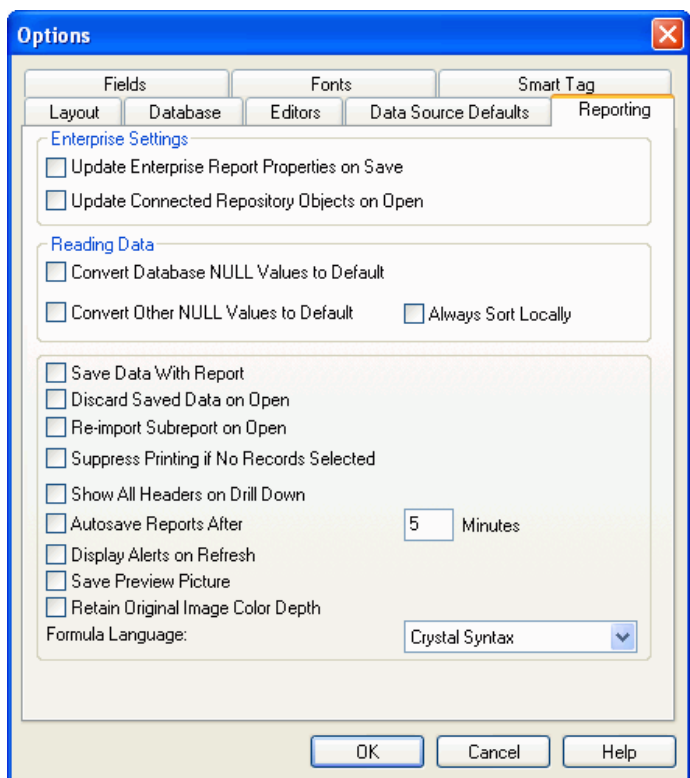 Options
Fields Fonts Smart Tag
Layout Database Editors Data Source Defaults Reporting
Enterprise Settings
Update Enterprise Report Properties on Save
Update Connected Repository Objects on Open
Reading Data
Convert Database NULL Values to Default
Convert Other NULL Values to Default Always Sort Locally
Save Data With Report
Discard Saved Data on Open
Re-import Subreport on Open
Suppress Printing if No Records Selected
Show All Headers on Drill Down
Autosave Reports After 5 Minutes
Display Alerts on Refresh
Save Preview Picture
Retain Original Image Color Depth
Formula Language: Crystal Syntax
OK Cancel Help